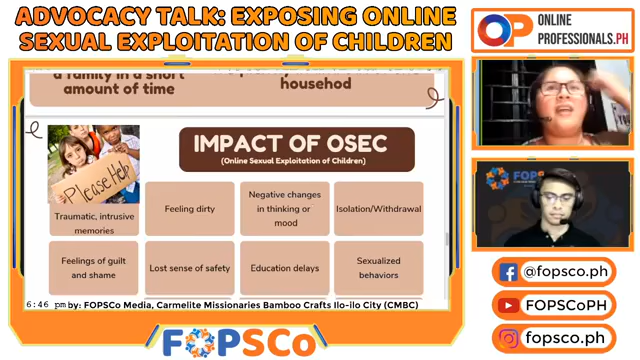 ADVOCACY TALK: EXPOSING ONLINE
SEXUAL EXPLOITATION OF CHILDREN
OP ONLINE
PROFESSIONALS.PH
a family in a short
amount of time
househod
IMPACT OF OSEC
(Online Sexual Exploitation of Children)
Please Help
Traumatic, intrusive
memories
Feeling dirty
Negative changes
in thinking or
mood
Isolation/Withdrawal
Feelings of guilt
and shame
Lost sense of safety
Education delays
Sexualized
behaviors
FOPS
@fopsco.ph
FOPSCoPH
fopsco.ph
6:46 pm by: FOPSCo Media, Carmelite Missionaries Bamboo Crafts Ilo-ilo City (CMBC)
FOPSCo